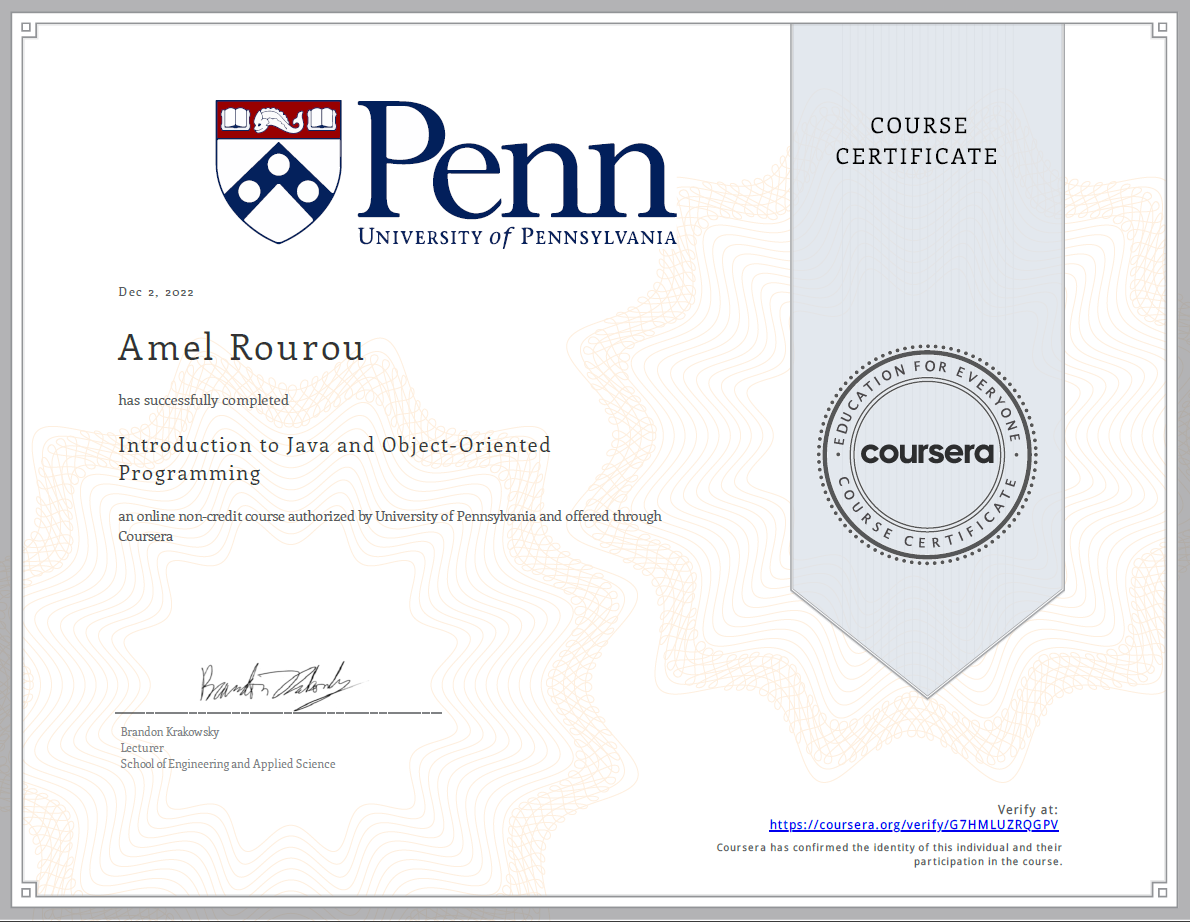 Penn
UNIVERSITY of PENNSYLVANIA
COURSE
CERTIFICATE
Dec 2, 2022
Amel Rourou
has successfully completed
Introduction to Java and Object-Oriented
Programming
an online non-credit course authorized by University of Pennsylvania and offered through
Coursera
EDUCATION FOR EVERYONE
coursera
COURSE CERTIFICATE
Brandon Krakowsky
Brandon Krakowsky
Lecturer
School of Engineering and Applied Science
Verify at:
https://coursera.org/verify/G7HMLUZRQGPV
Coursera has confirmed the identity of this individual and their
participation in the course.